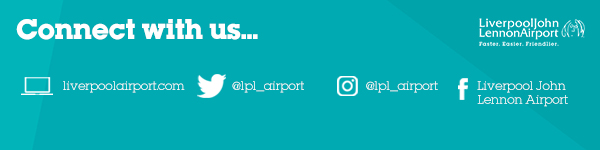 Connect with us...
LiverpoolJohn
LennonAirport
Faster. Easier. Friendlier.
liverpoolairport.com
@lpl_airport
@lpl_airport
Liverpool John
Lennon Airport